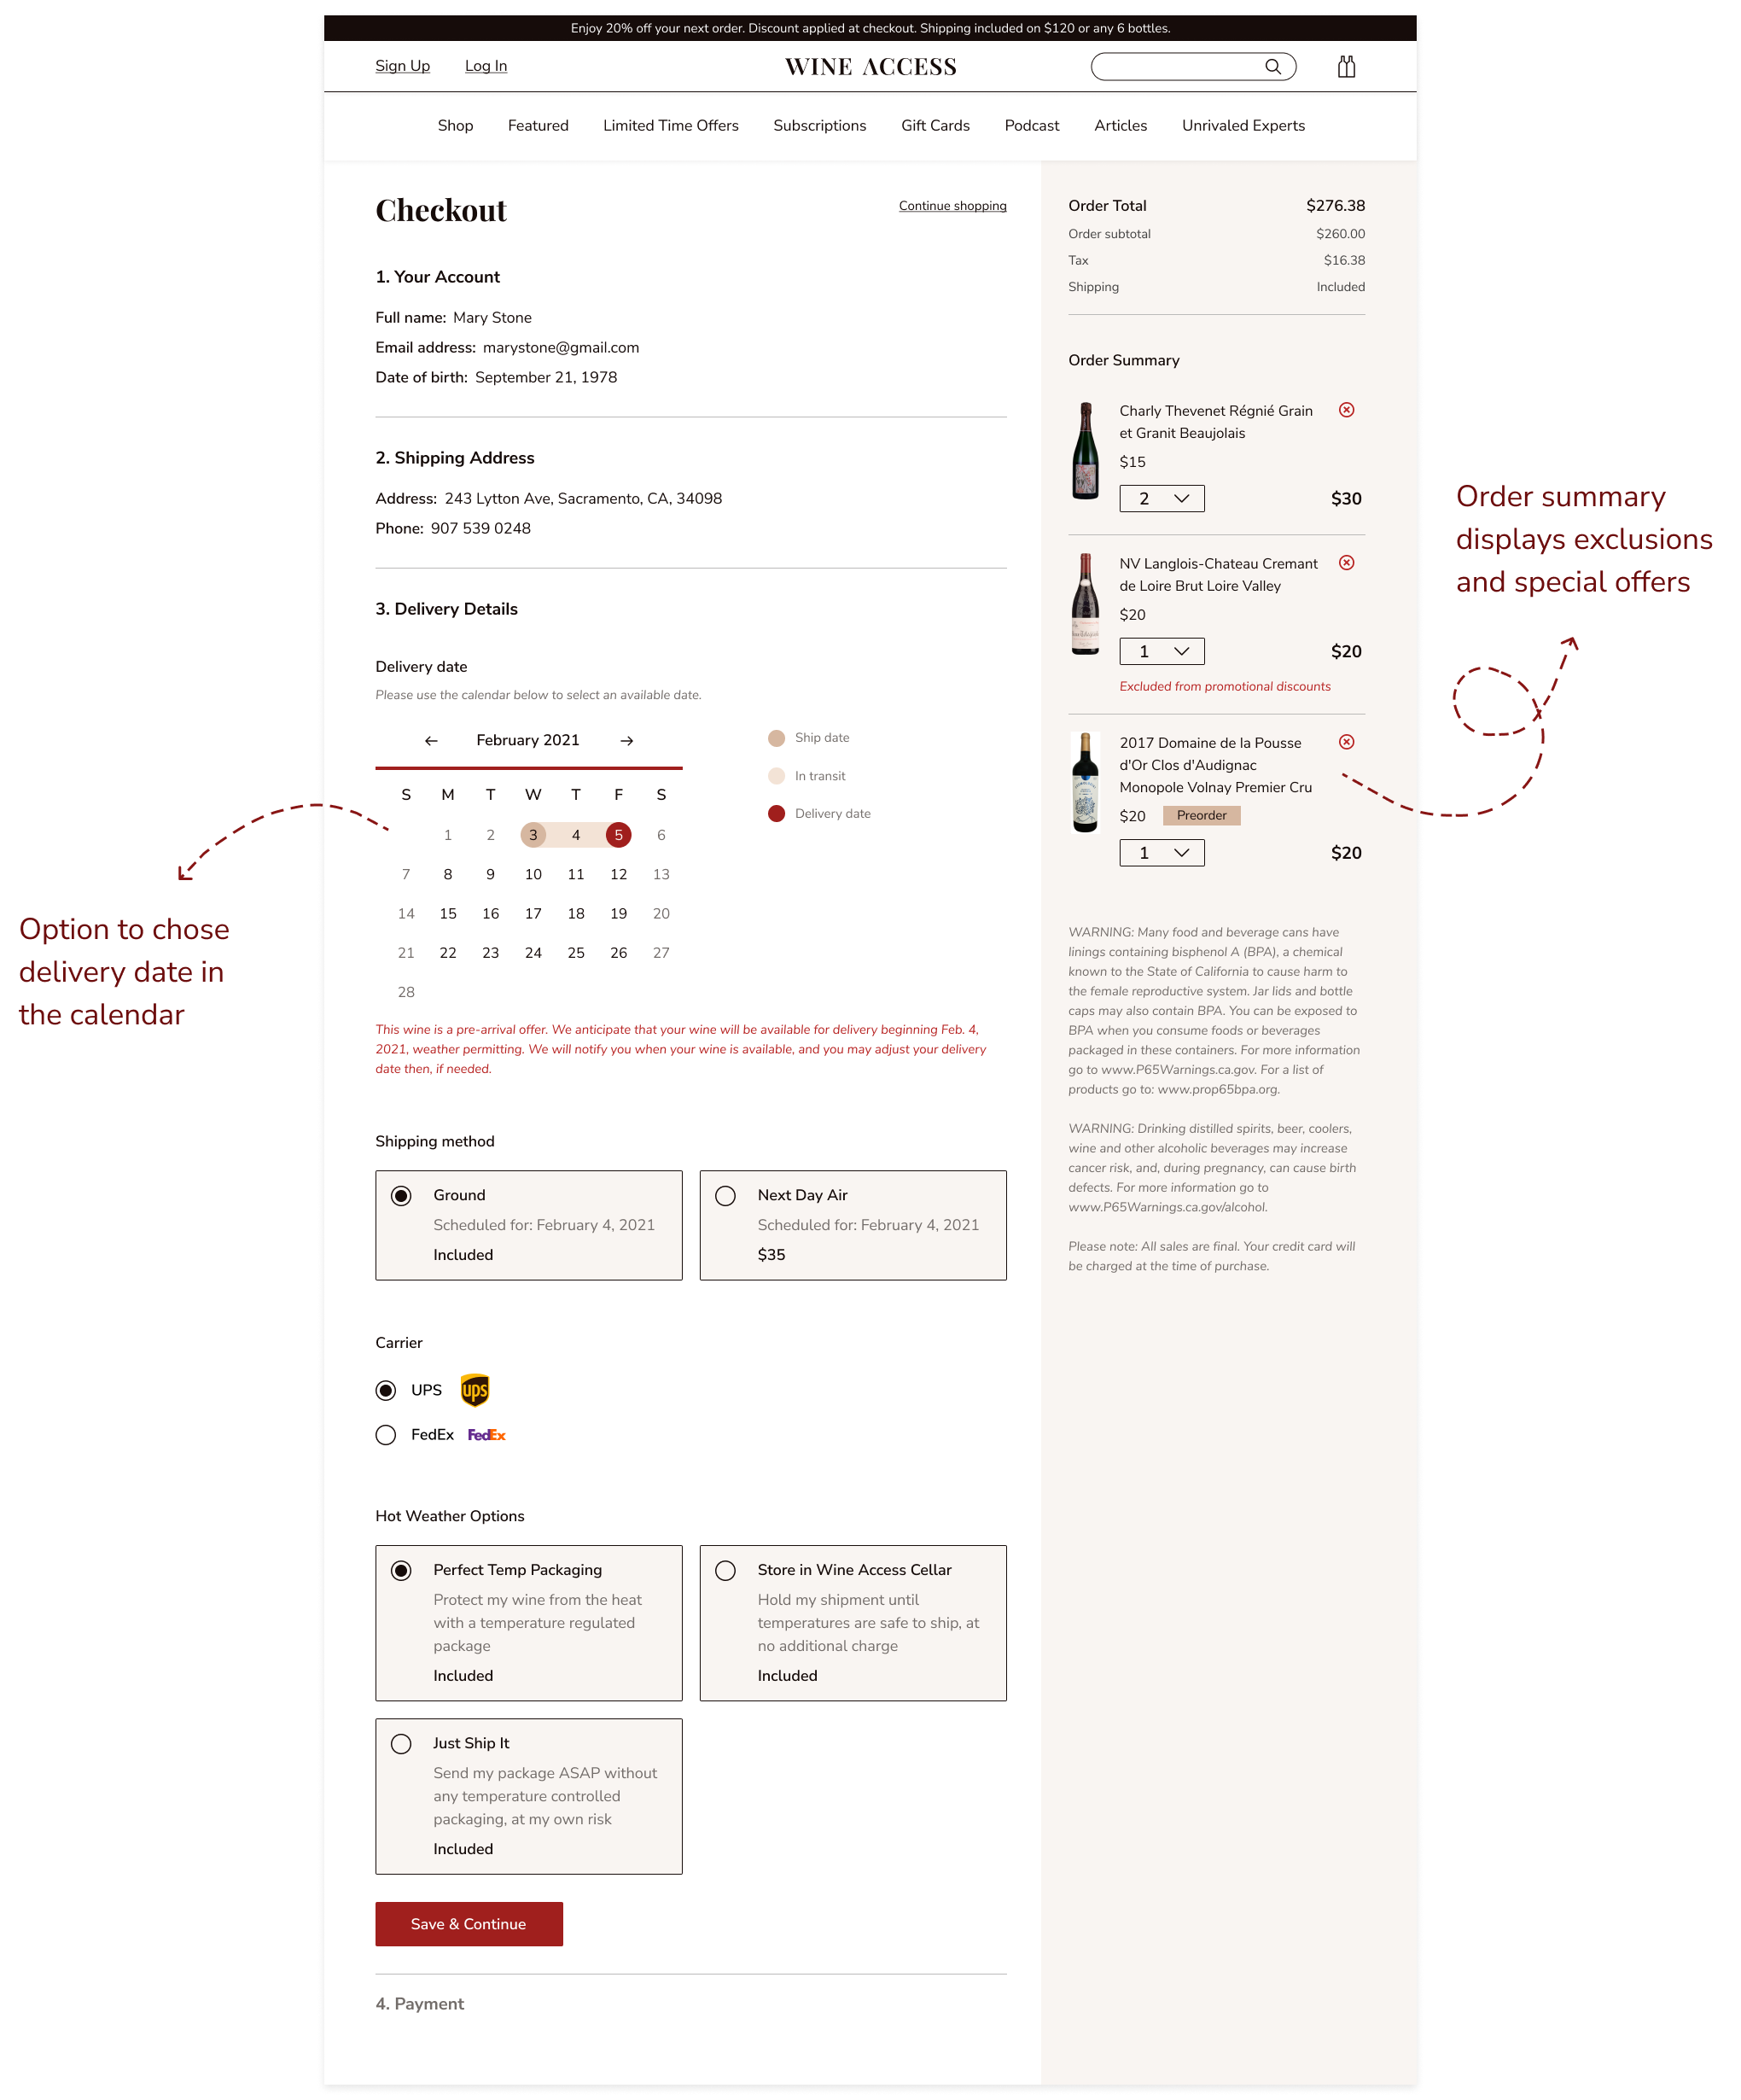 Enjoy 20% off your next order. Discount applied at checkout. Shipping included on $120 or any 6 bottles.
Sign Up Log In WINE ACCESS
Shop Featured Limited Time Offers Subscriptions Gift Cards Podcast Articles Unrivaled Experts
Checkout Continue shopping
1. Your Account
Full name: Mary Stone
Email address: marystone@gmail.com
Date of birth: September 21, 1978
2. Shipping Address
Address: 243 Lytton Ave, Sacramento, CA, 34098
Phone: 907 539 0248
3. Delivery Details
Delivery date
Please use the calendar below to select an available date.
February 2021
S M T W T F S
1 2 3 4 5 6
7 8 9 10 11 12 13
14 15 16 17 18 19 20
21 22 23 24 25 26 27
28
Ship date
In transit
Delivery date
This wine is a pre-arrival offer. We anticipate that your wine will be available for delivery beginning Feb. 4,
2021, weather permitting. We will notify you when your wine is available, and you may adjust your delivery
date then, if needed.
Shipping method
Ground
Scheduled for: February 4, 2021
Included
Next Day Air
Scheduled for: February 4, 2021
$35
Carrier
UPS ups
FedEx FedEx
Hot Weather Options
Perfect Temp Packaging
Protect my wine from the heat
with a temperature regulated
package
Included
Store in Wine Access Cellar
Hold my shipment until
temperatures are safe to ship, at
no additional charge
Included
Just Ship It
Send my package ASAP without
any temperature controlled
packaging, at my own risk
Included
Save & Continue
4. Payment
Order Total $276.38
Order subtotal $260.00
Tax $16.38
Shipping Included
Order Summary
Charly Thevenet Régnié Grain
et Granit Beaujolais
$15
2 $30
NV Langlois-Chateau Cremant
de Loire Brut Loire Valley
$20
1 $20
Excluded from promotional discounts
2017 Domaine de la Pousse
d'Or Clos d'Audignac
Monopole Volnay Premier Cru
$20 Preorder
1 $20
WARNING: Many food and beverage cans have
linings containing bisphenol A (BPA), a chemical
known to the State of California to cause harm to
the female reproductive system. Jar lids and bottle
caps may also contain BPA. You can be exposed to
BPA when you consume foods or beverages
packaged in these containers. For more information
go to www.P65Warnings.ca.gov. For a list of
products go to: www.prop65bpa.org.
WARNING: Drinking distilled spirits, beer, coolers,
wine and other alcoholic beverages may increase
cancer risk, and, during pregnancy, can cause birth
defects. For more information go to
www.P65Warnings.ca.gov/alcohol.
Please note: All sales are final. Your credit card will
be charged at the time of purchase.
Option to chose
delivery date in
the calendar
Order summary
displays exclusions
and special offers